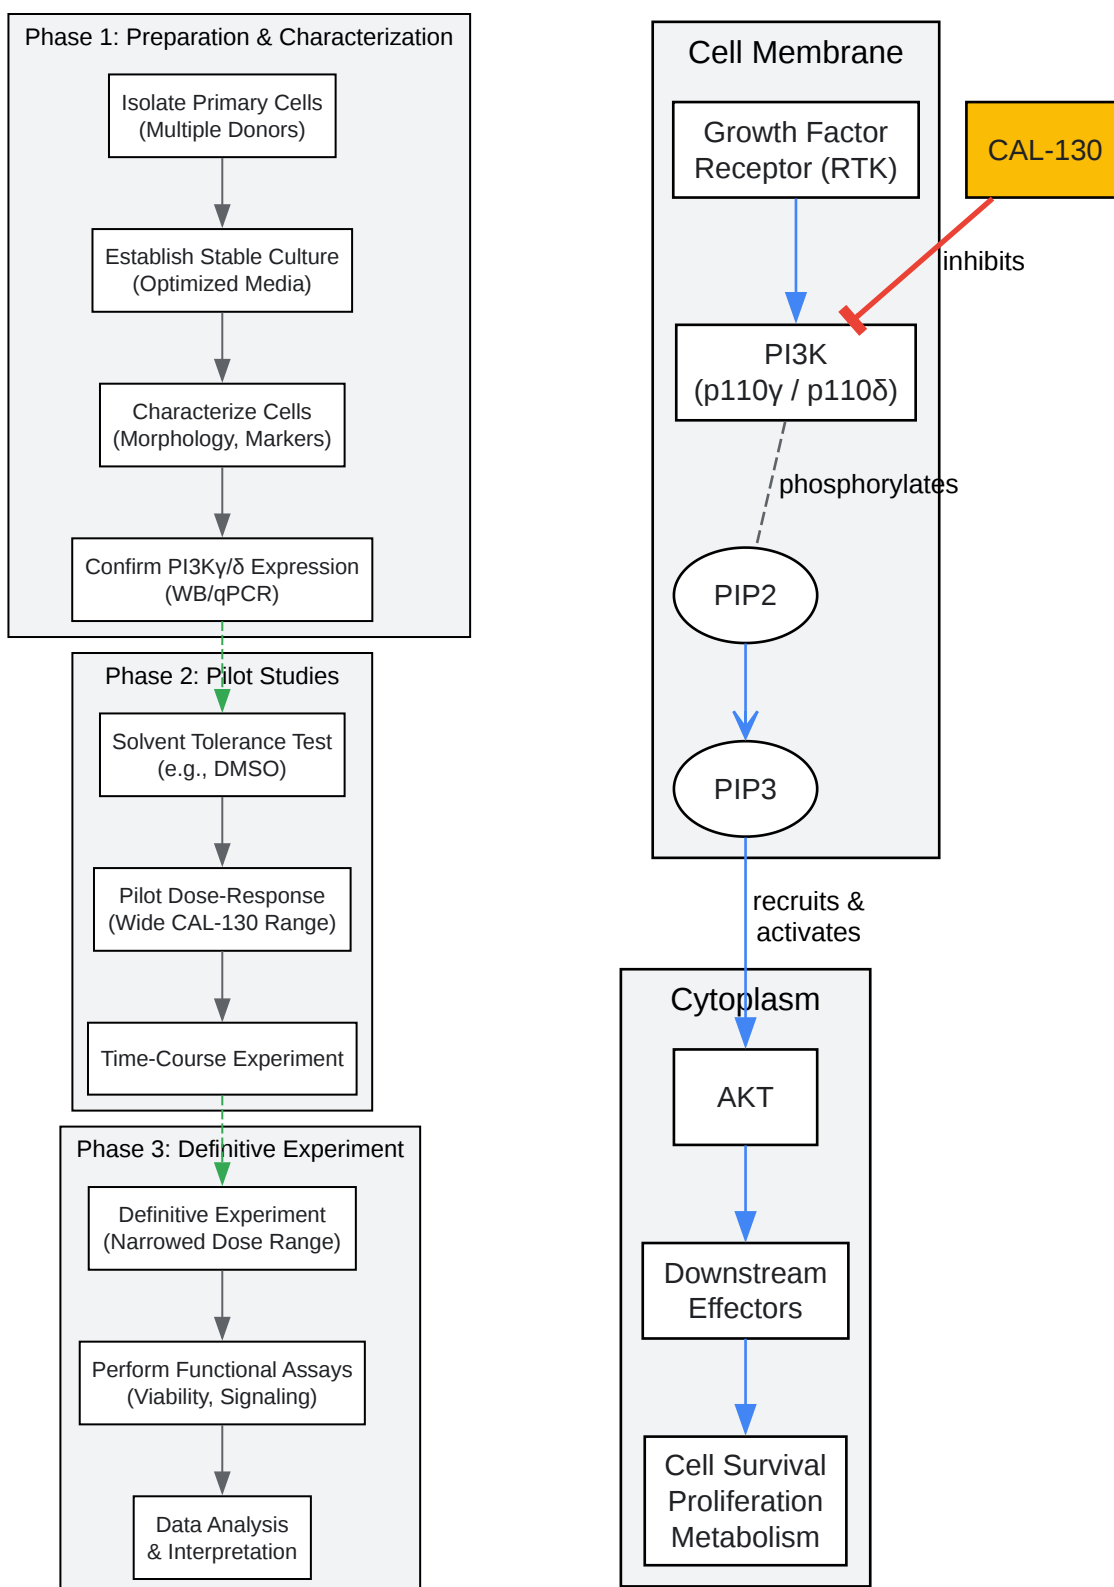 Phase 1: Preparation & Characterization
Isolate Primary Cells
(Multiple Donors)
Establish Stable Culture
(Optimized Media)
Characterize Cells
(Morphology, Markers)
Confirm PI3Kγ/δ Expression
(WB/qPCR)
Phase 2: Pilot Studies
Solvent Tolerance Test
(e.g., DMSO)
Pilot Dose-Response
(Wide CAL-130 Range)
Time-Course Experiment
Phase 3: Definitive Experiment
Definitive Experiment
(Narrowed Dose Range)
Perform Functional Assays
(Viability, Signaling)
Data Analysis
& Interpretation
Cell Membrane
Growth Factor
Receptor (RTK)
CAL-130
inhibits
PI3K
(p110γ / p110δ)
phosphorylates
PIP2
PIP3
recruits &
activates
Cytoplasm
AKT
Downstream
Effectors
Cell Survival
Proliferation
Metabolism